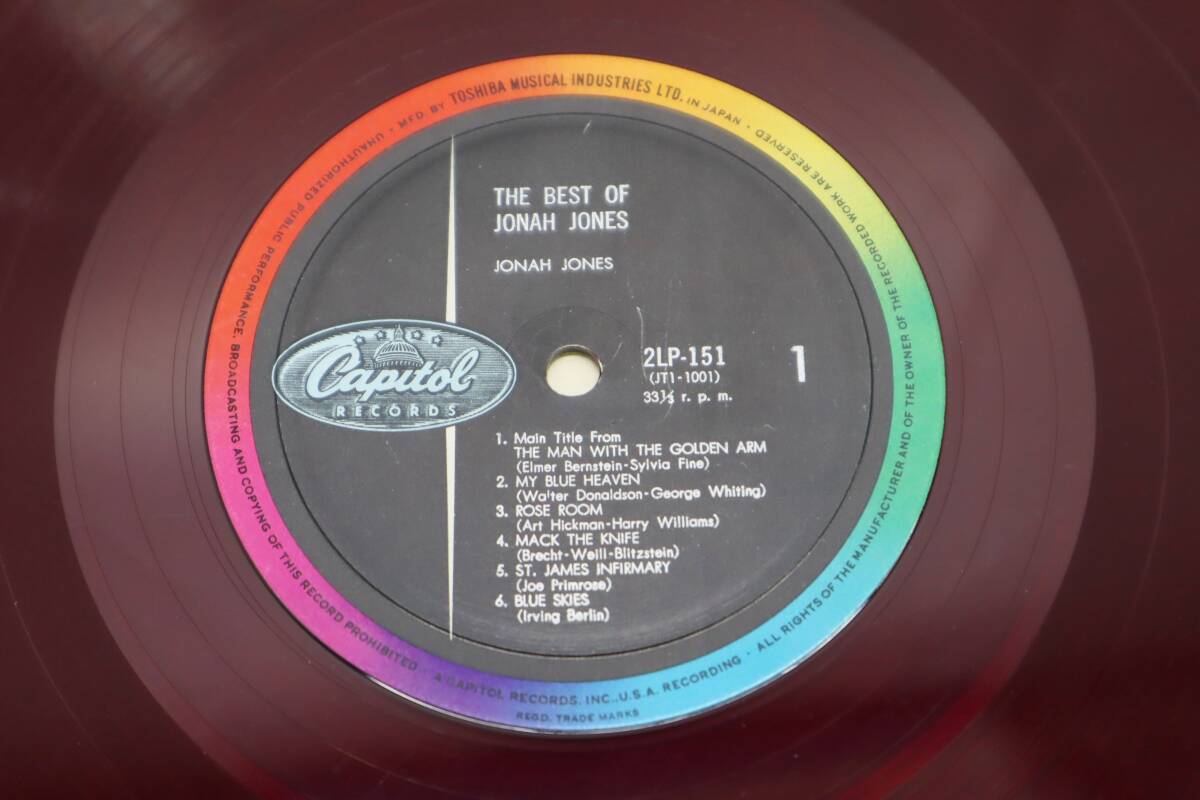 MFD. BY TOSHIBA MUSICAL INDUSTRIES LTD. IN JAPAN
THE BEST OF
JONAH JONES
JONAH JONES
Capitol
RECORDS
2LP-151
(JT1-1001)
33⅓ r. p. m.
1
1. Main Title From
THE MAN WITH THE GOLDEN ARM
(Elmer Bernstein-Sylvia Fine)
2. MY BLUE HEAVEN
(Walter Donaldson-George Whiting)
3. ROSE ROOM
(Art Hickman-Harry Williams)
4. MACK THE KNIFE
(Brecht-Weill-Blitzstein)
5. ST. JAMES INFIRMARY
(Joe Primrose)
6. BLUE SKIES
(Irving Berlin)
UNAUTHORIZED PUBLIC PERFORMANCE, BROADCASTING AND COPYING OF THIS RECORD PROHIBITED · A CAPITOL RECORDS, INC., U.S.A. RECORDING · ALL RIGHTS OF THE MANUFACTURER AND OF THE OWNER OF THE RECORDED WORK ARE RESERVED ·
REGD. TRADE MARKS